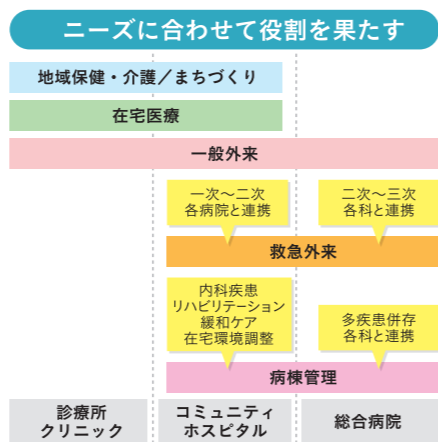 ニーズに合わせて役割を果たす
地域保健・介護／まちづくり
在宅医療
一般外来
一次～二次
各病院と連携
二次～三次
各科と連携
救急外来
内科疾患
リハビリテーション
緩和ケア
在宅環境調整
多疾患併存
各科と連携
病棟管理
診療所
クリニック
コミュニティ
ホスピタル
総合病院